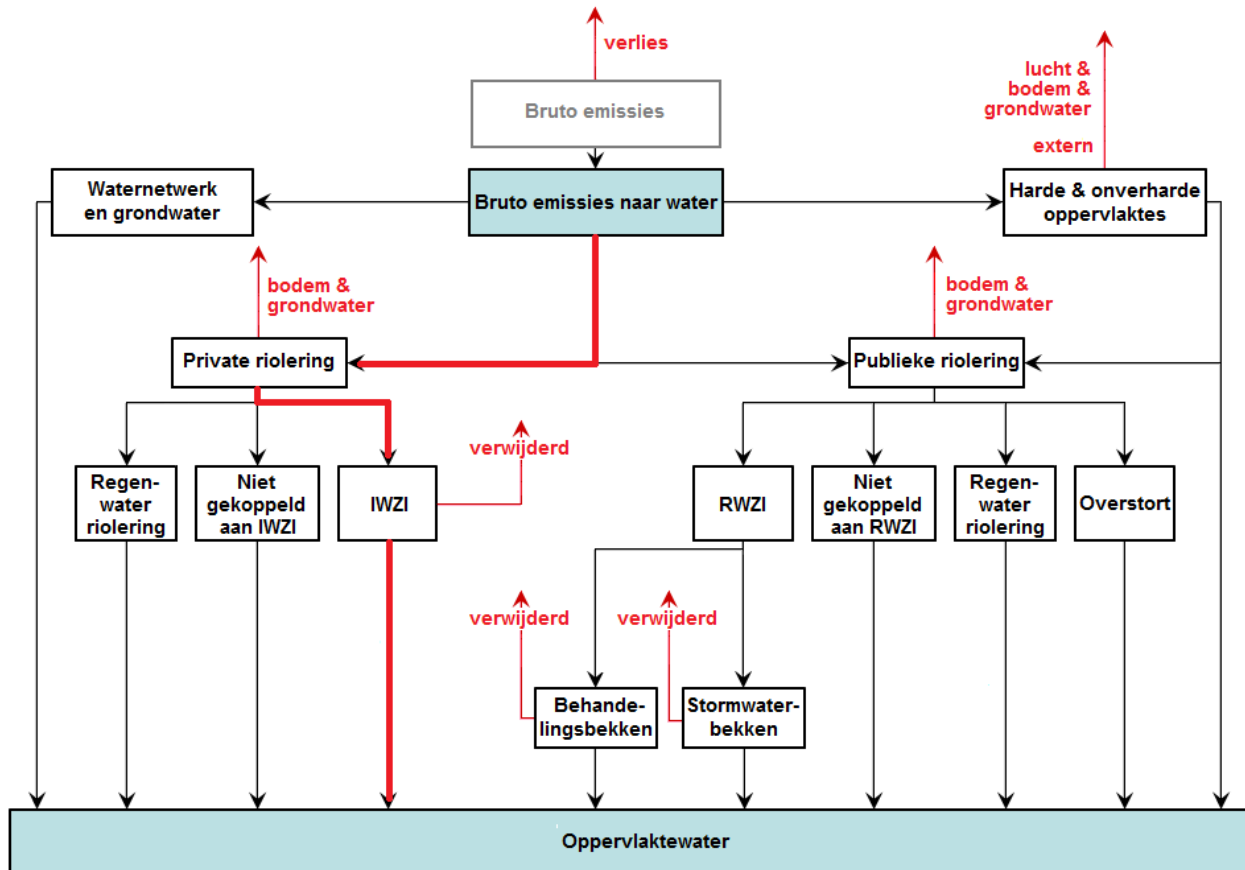 verlies
Bruto emissies
lucht &
bodem &
grondwater
extern
Waternetwerk
en grondwater
Bruto emissies naar water
Harde & onverharde
oppervlaktes
bodem &
grondwater
bodem &
grondwater
Private riolering
Publieke riolering
verwijderd
Regen-
water
riolering
Niet
gekoppeld
aan IWZI
IWZI
RWZI
Niet
gekoppeld
aan RWZI
Regen-
water
riolering
Overstort
verwijderd
verwijderd
Behande-
lingsbekken
Stormwater-
bekken
Oppervlaktewater